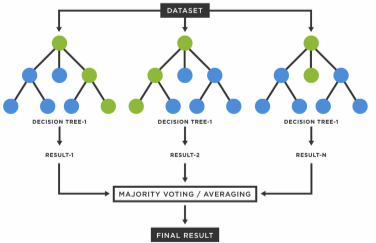 DATASET
DECISION TREE-1
DECISION TREE-1
DECISION TREE-1
RESULT-1
RESULT-2
RESULT-N
MAJORITY VOTING / AVERAGING
FINAL RESULT